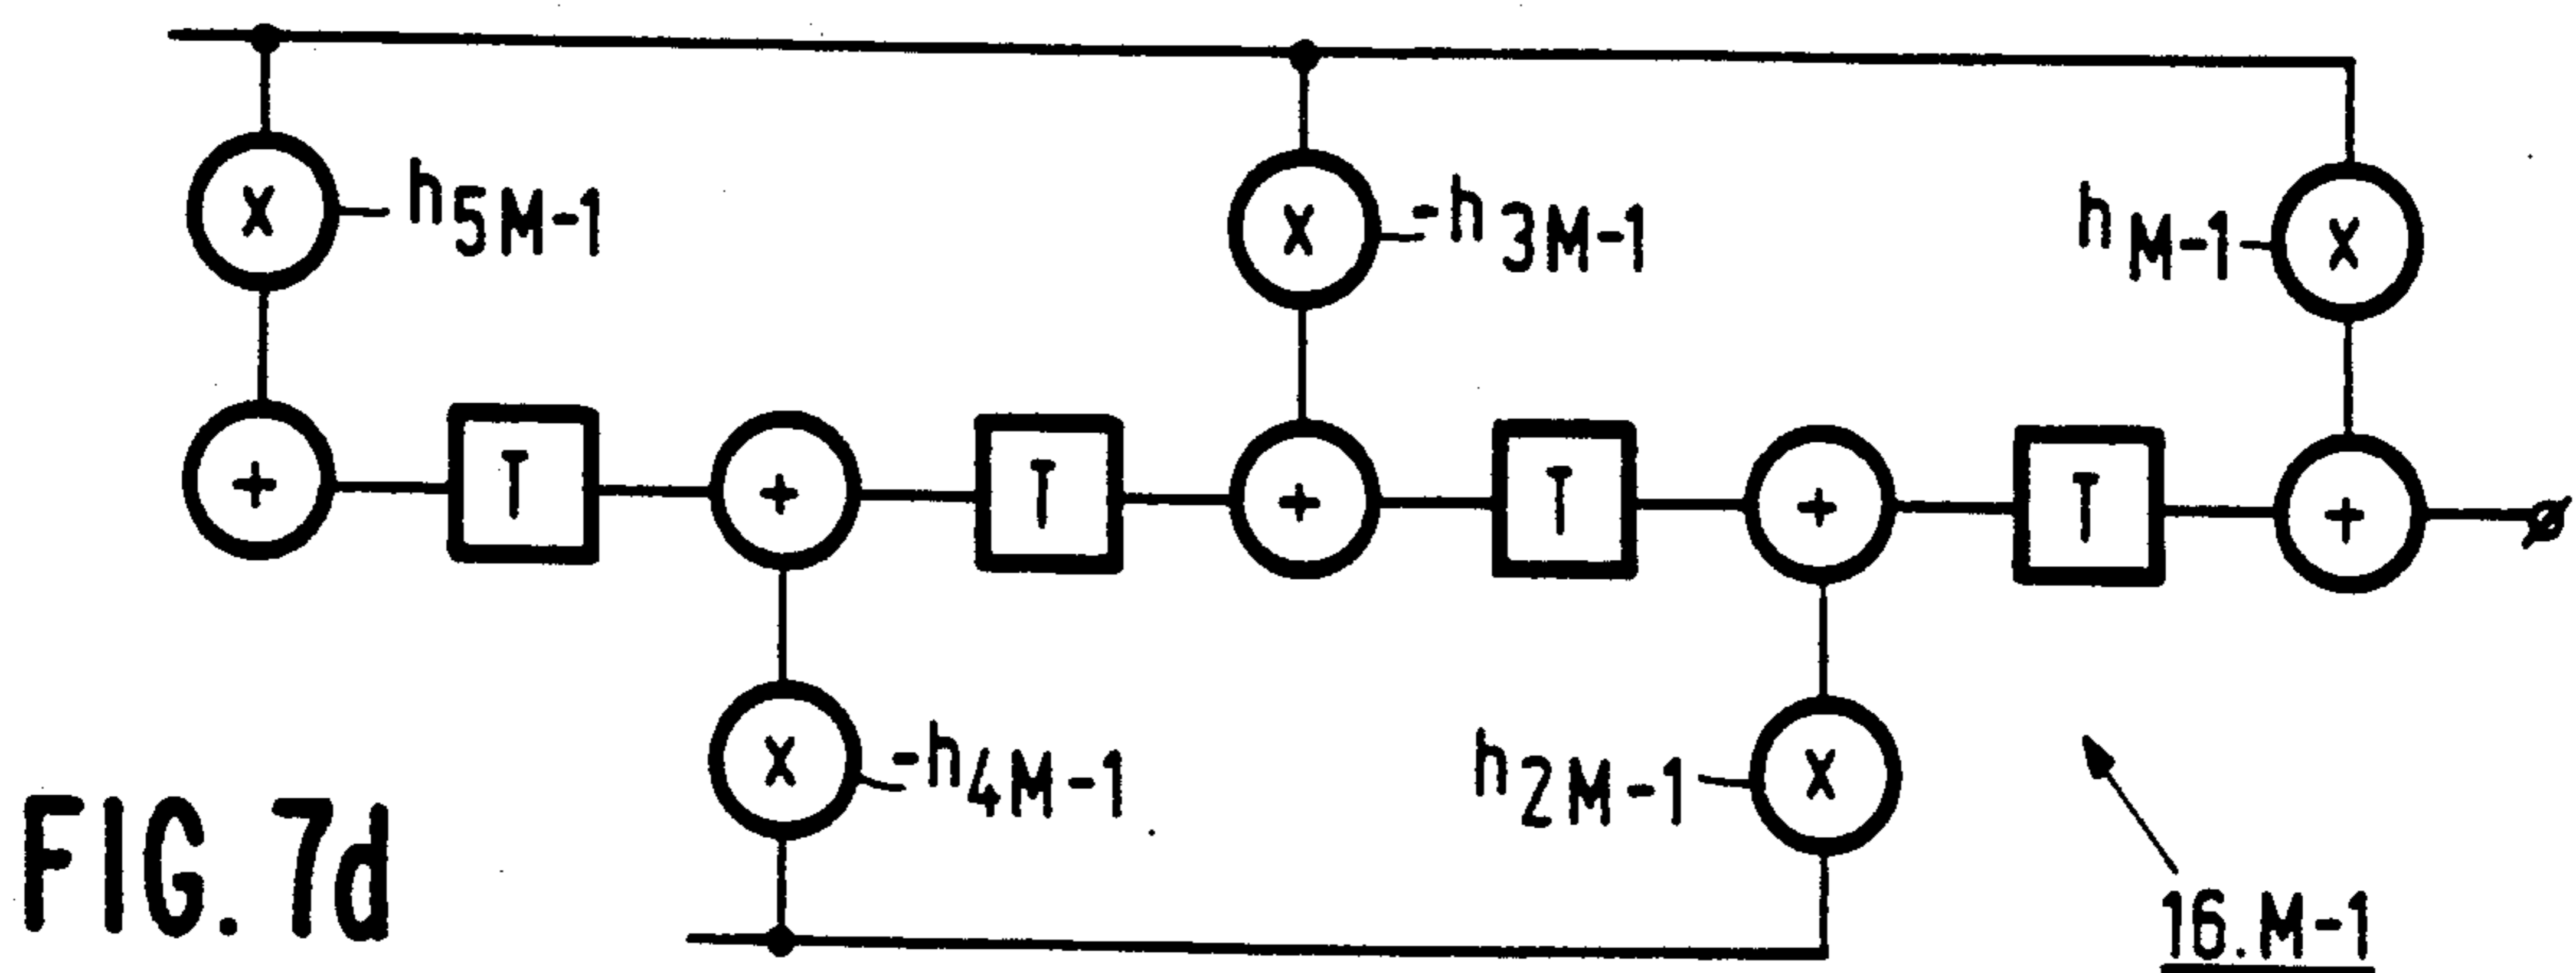 X h5M-1
X -h3M-1
hM-1 X
+ T + T + T + T +
X -h4M-1
h2M-1 X
FIG. 7d
16.M-1